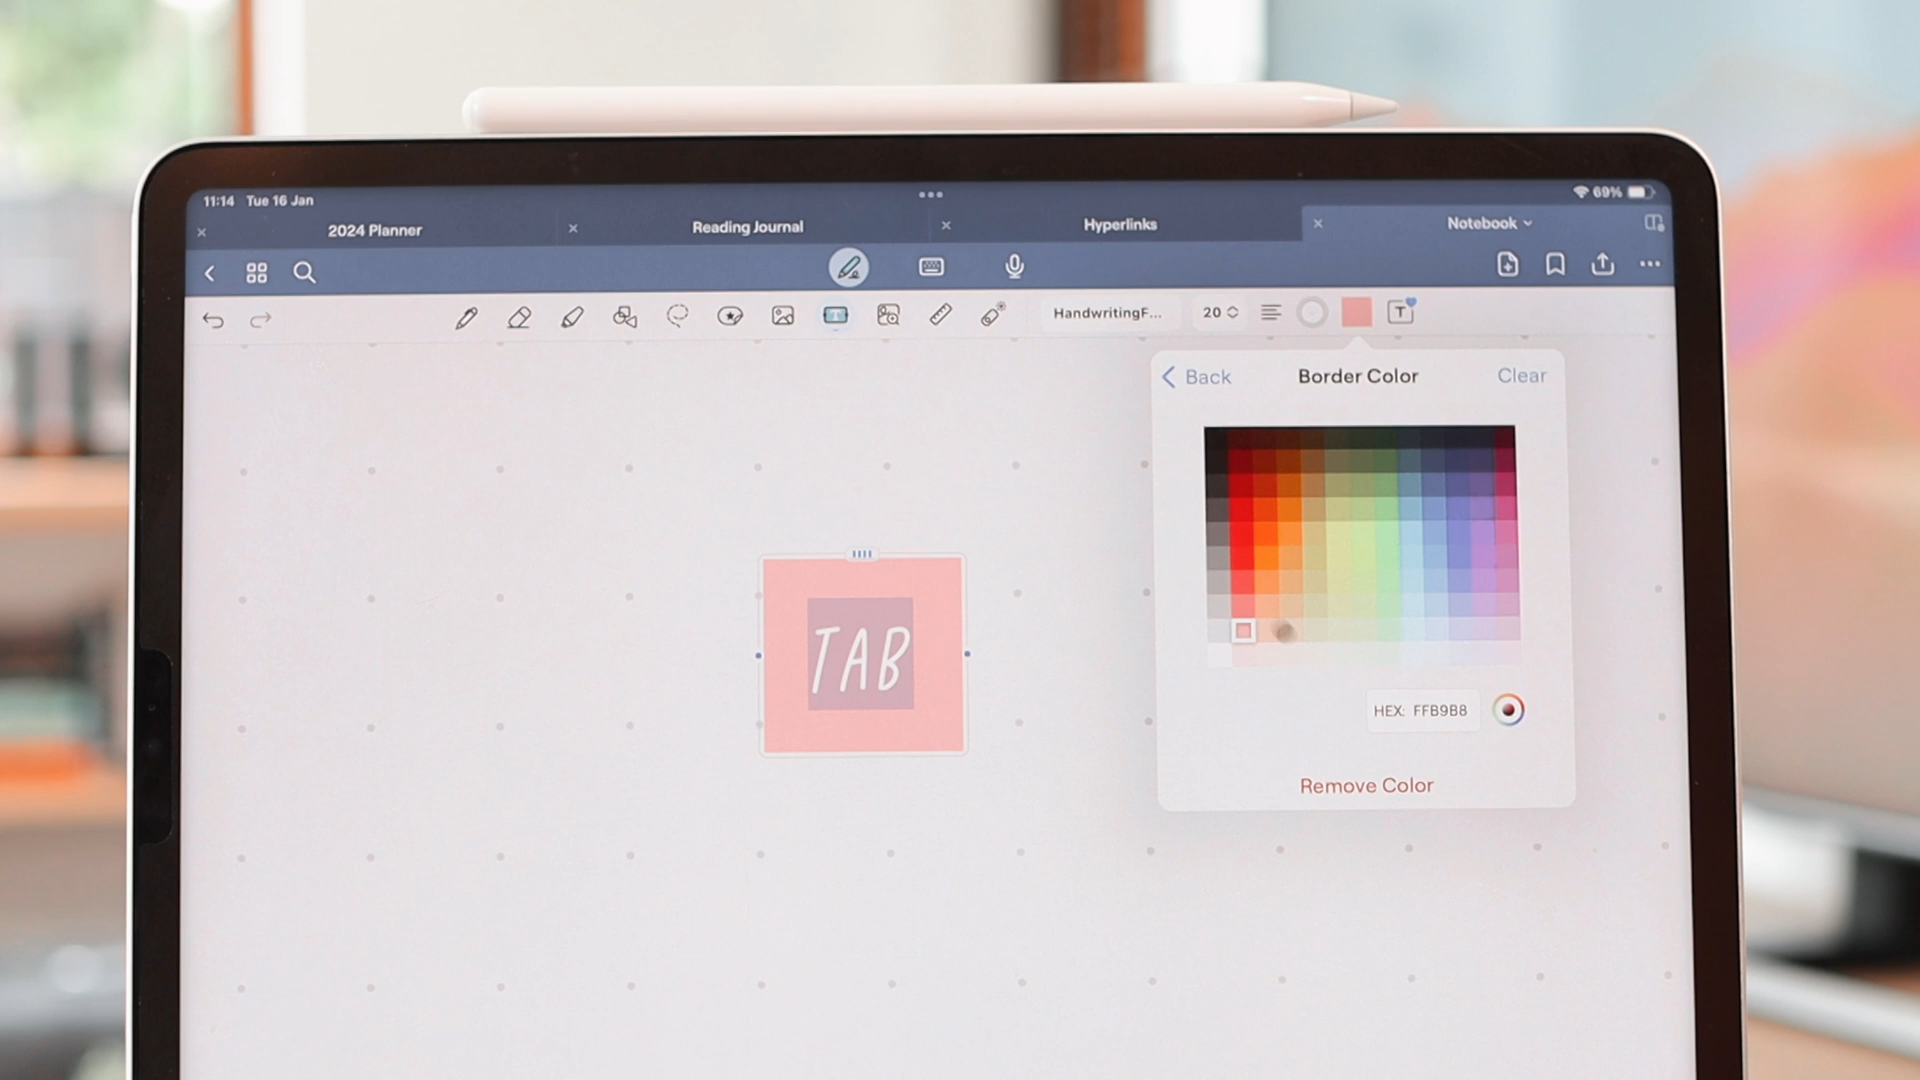 11:14 Tue 16 Jan
69%
2024 Planner
Reading Journal
Hyperlinks
Notebook
T
HandwritingF...
20
T
Back
Border Color
Clear
TAB
HEX: FFB9B8
Remove Color